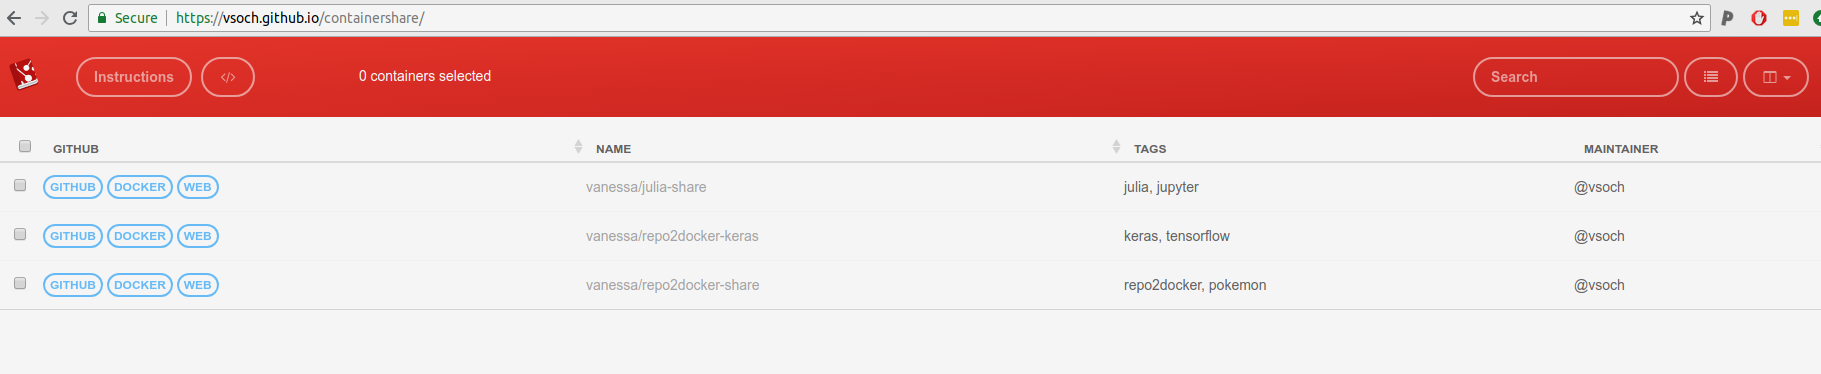 Secure https://vsoch.github.io/containershare/
Instructions </> 0 containers selected Search
GITHUB NAME TAGS MAINTAINER
GITHUB DOCKER WEB vanessa/julia-share julia, jupyter @vsoch
GITHUB DOCKER WEB vanessa/repo2docker-keras keras, tensorflow @vsoch
GITHUB DOCKER WEB vanessa/repo2docker-share repo2docker, pokemon @vsoch